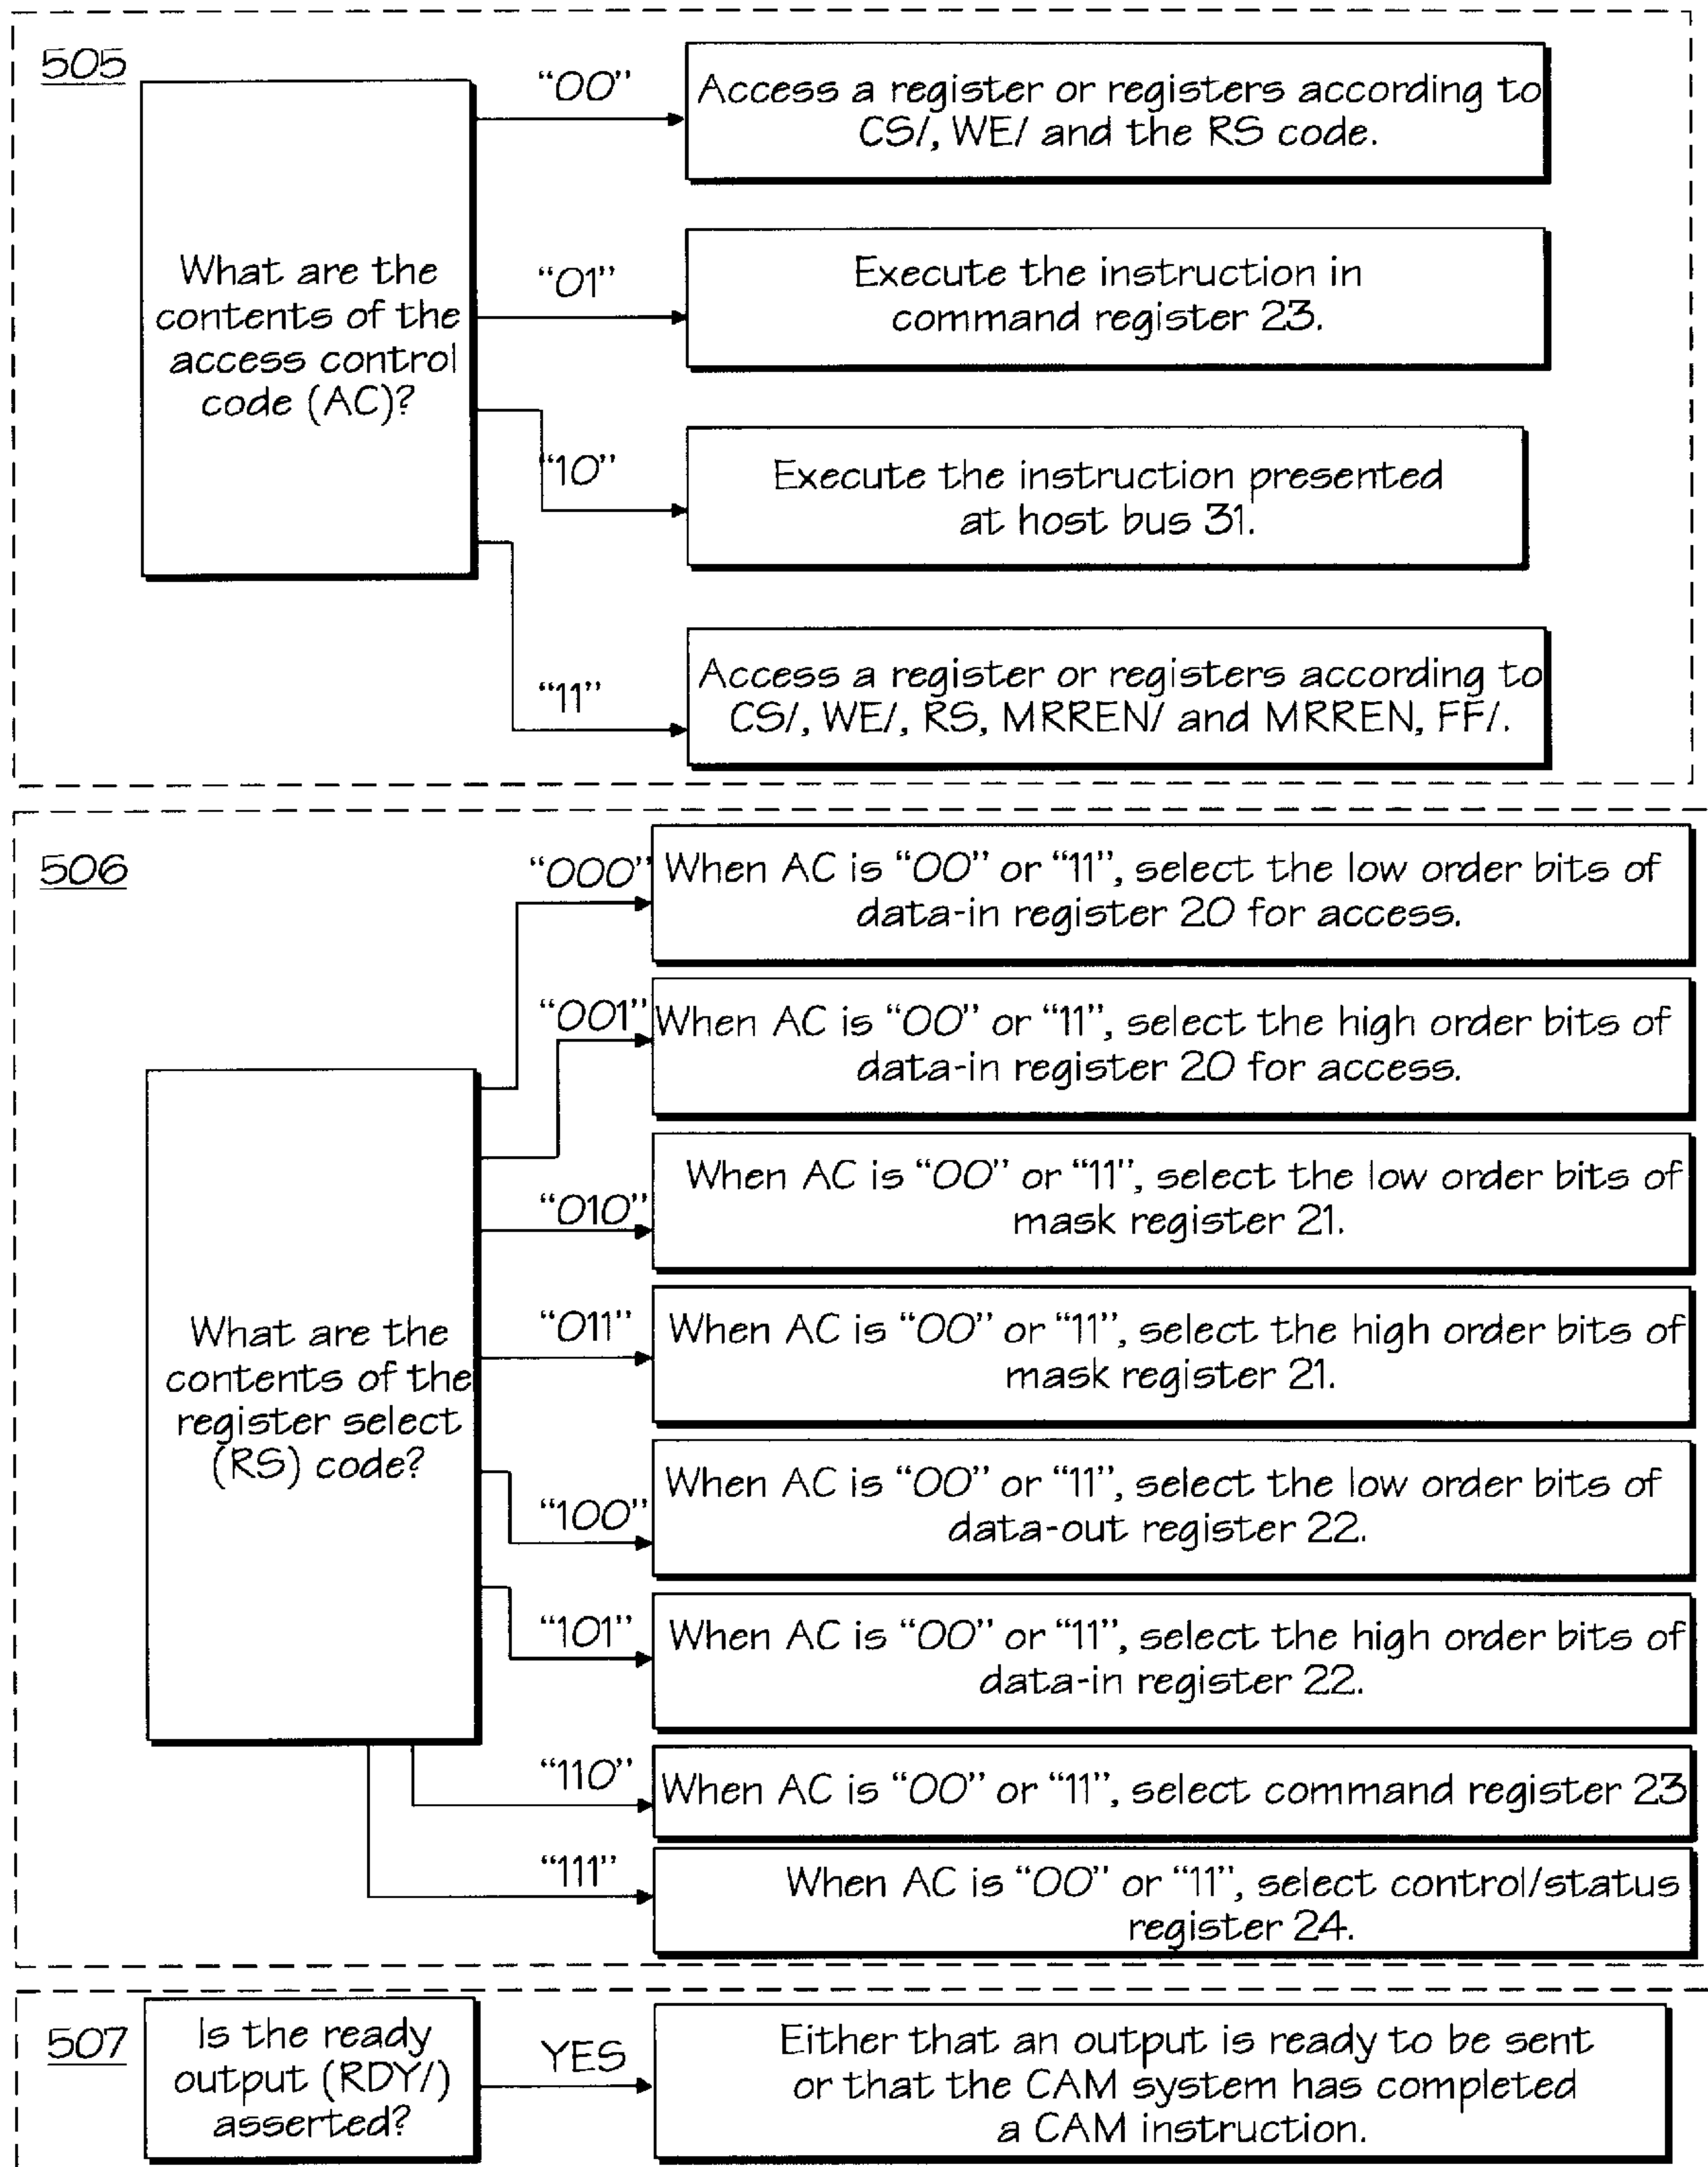 505
What are the
contents of the
access control
code (AC)?
“00”
Access a register or registers according to
CS/, WE/ and the RS code.
“01”
Execute the instruction in
command register 23.
“10”
Execute the instruction presented
at host bus 31.
“11”
Access a register or registers according to
CS/, WE/, RS, MRREN/ and MRREN, FF/.
506
What are the
contents of the
register select
(RS) code?
“000”
When AC is “00” or “11”, select the low order bits of
data-in register 20 for access.
“001”
When AC is “00” or “11”, select the high order bits of
data-in register 20 for access.
“010”
When AC is “00” or “11”, select the low order bits of
mask register 21.
“011”
When AC is “00” or “11”, select the high order bits of
mask register 21.
“100”
When AC is “00” or “11”, select the low order bits of
data-out register 22.
“101”
When AC is “00” or “11”, select the high order bits of
data-in register 22.
“110”
When AC is “00” or “11”, select command register 23
“111”
When AC is “00” or “11”, select control/status
register 24.
507
Is the ready
output (RDY/)
asserted?
YES
Either that an output is ready to be sent
or that the CAM system has completed
a CAM instruction.